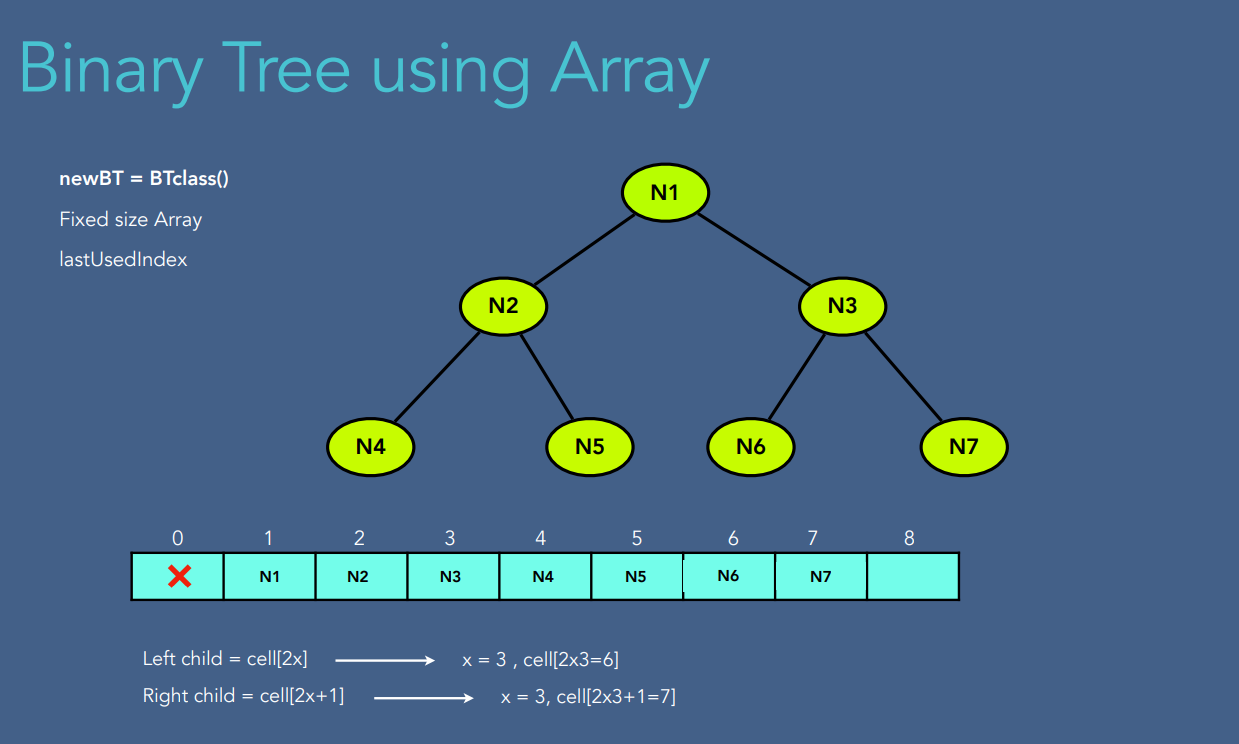 Binary Tree using Array
newBT = BTclass()
Fixed size Array
lastUsedIndex
N1
N2 N3
N4 N5 N6 N7
0 1 2 3 4 5 6 7 8
N1 N2 N3 N4 N5 N6 N7
Left child = cell[2x] x = 3 , cell[2x3=6]
Right child = cell[2x+1] x = 3, cell[2x3+1=7]